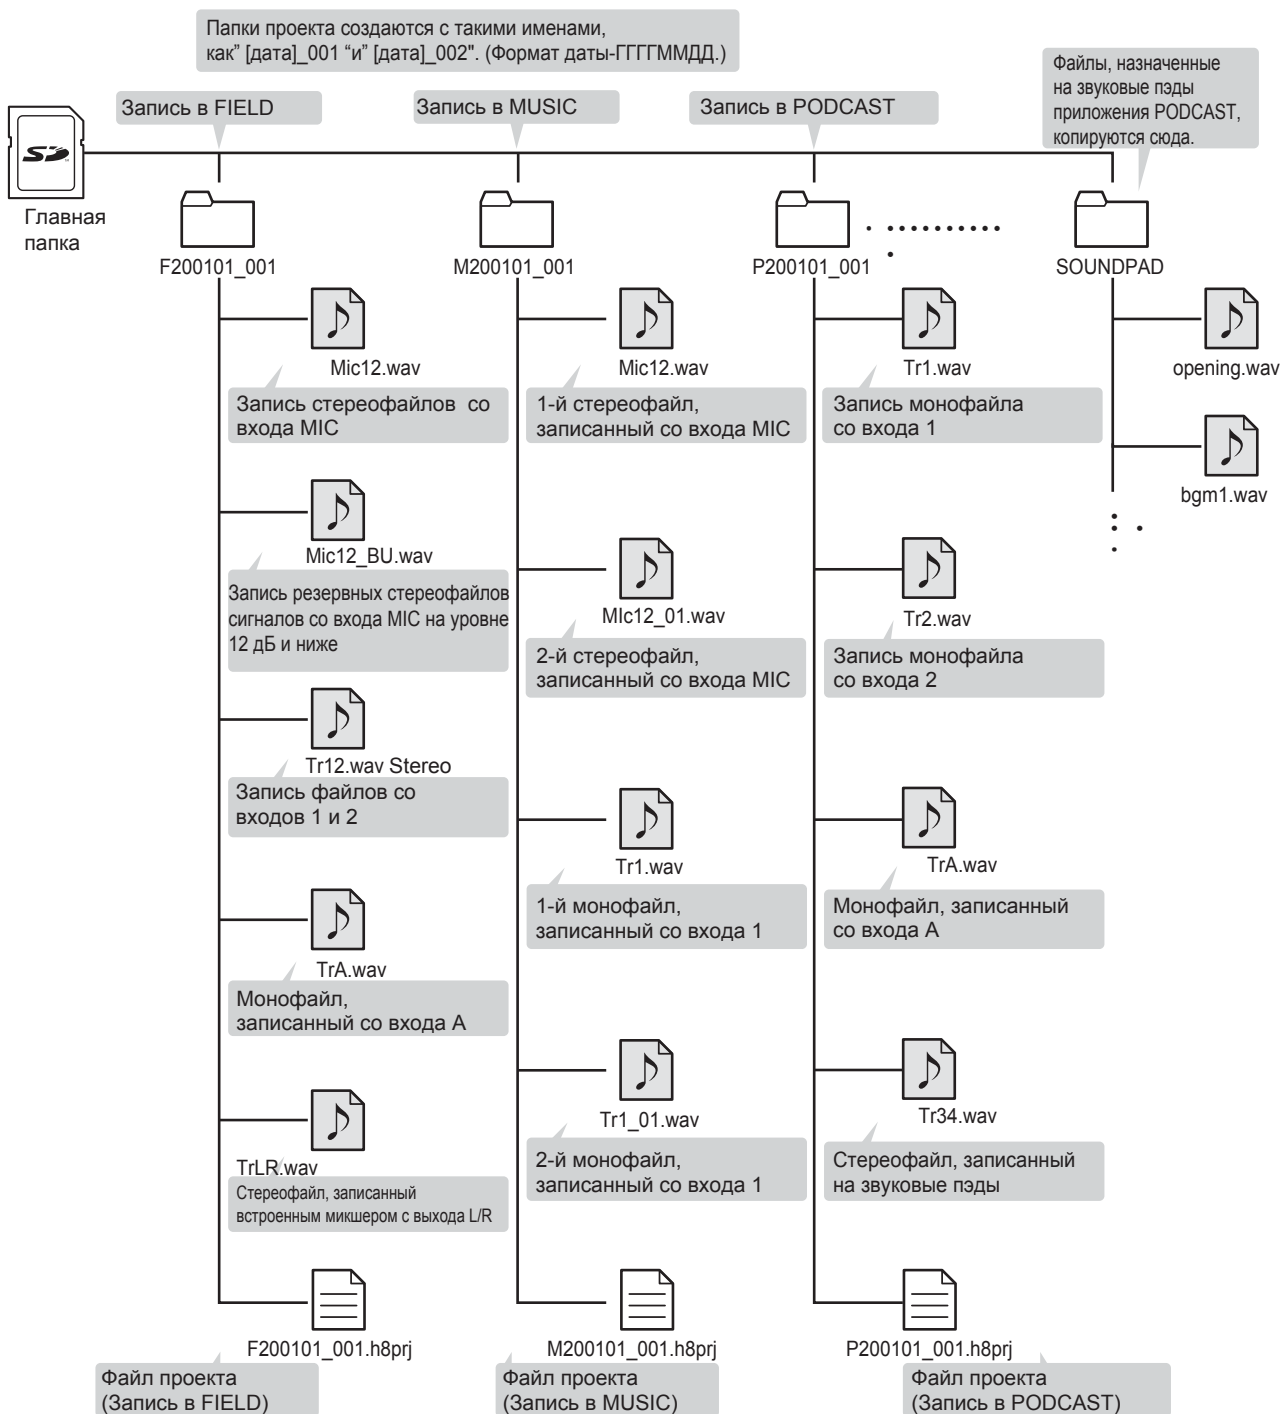 Папки проекта создаются с такими именами,
как” [дата]_001 “и” [дата]_002". (Формат даты-ГГГГММДД.)
Файлы, назначенные
на звуковые пэды
приложения PODCAST,
копируются сюда.
Запись в FIELD
Запись в MUSIC
Запись в PODCAST
SD
Главная
папка
F200101_001
M200101_001
P200101_001
SOUNDPAD
Mic12.wav
Запись стереофайлов со
входа MIC
Mic12_BU.wav
Запись резервных стереофайлов
сигналов со входа MIC на уровне
12 дБ и ниже
Tr12.wav Stereo
Запись файлов со
входов 1 и 2
TrA.wav
Монофайл,
записанный со входа A
TrLR.wav
Стереофайл, записанный
встроенным микшером с выхода L/R
F200101_001.h8prj
Файл проекта
(Запись в FIELD)
Mic12.wav
1-й стереофайл,
записанный со входа MIC
MIc12_01.wav
2-й стереофайл,
записанный со входа MIC
Tr1.wav
1-й монофайл,
записанный со входа 1
Tr1_01.wav
2-й монофайл,
записанный со входа 1
M200101_001.h8prj
Файл проекта
(Запись в MUSIC)
Tr1.wav
Запись монофайла
со входа 1
Tr2.wav
Запись монофайла
со входа 2
TrA.wav
Монофайл, записанный
со входа A
Tr34.wav
Стереофайл, записанный
на звуковые пэды
P200101_001.h8prj
Файл проекта
(Запись в PODCAST)
opening.wav
bgm1.wav